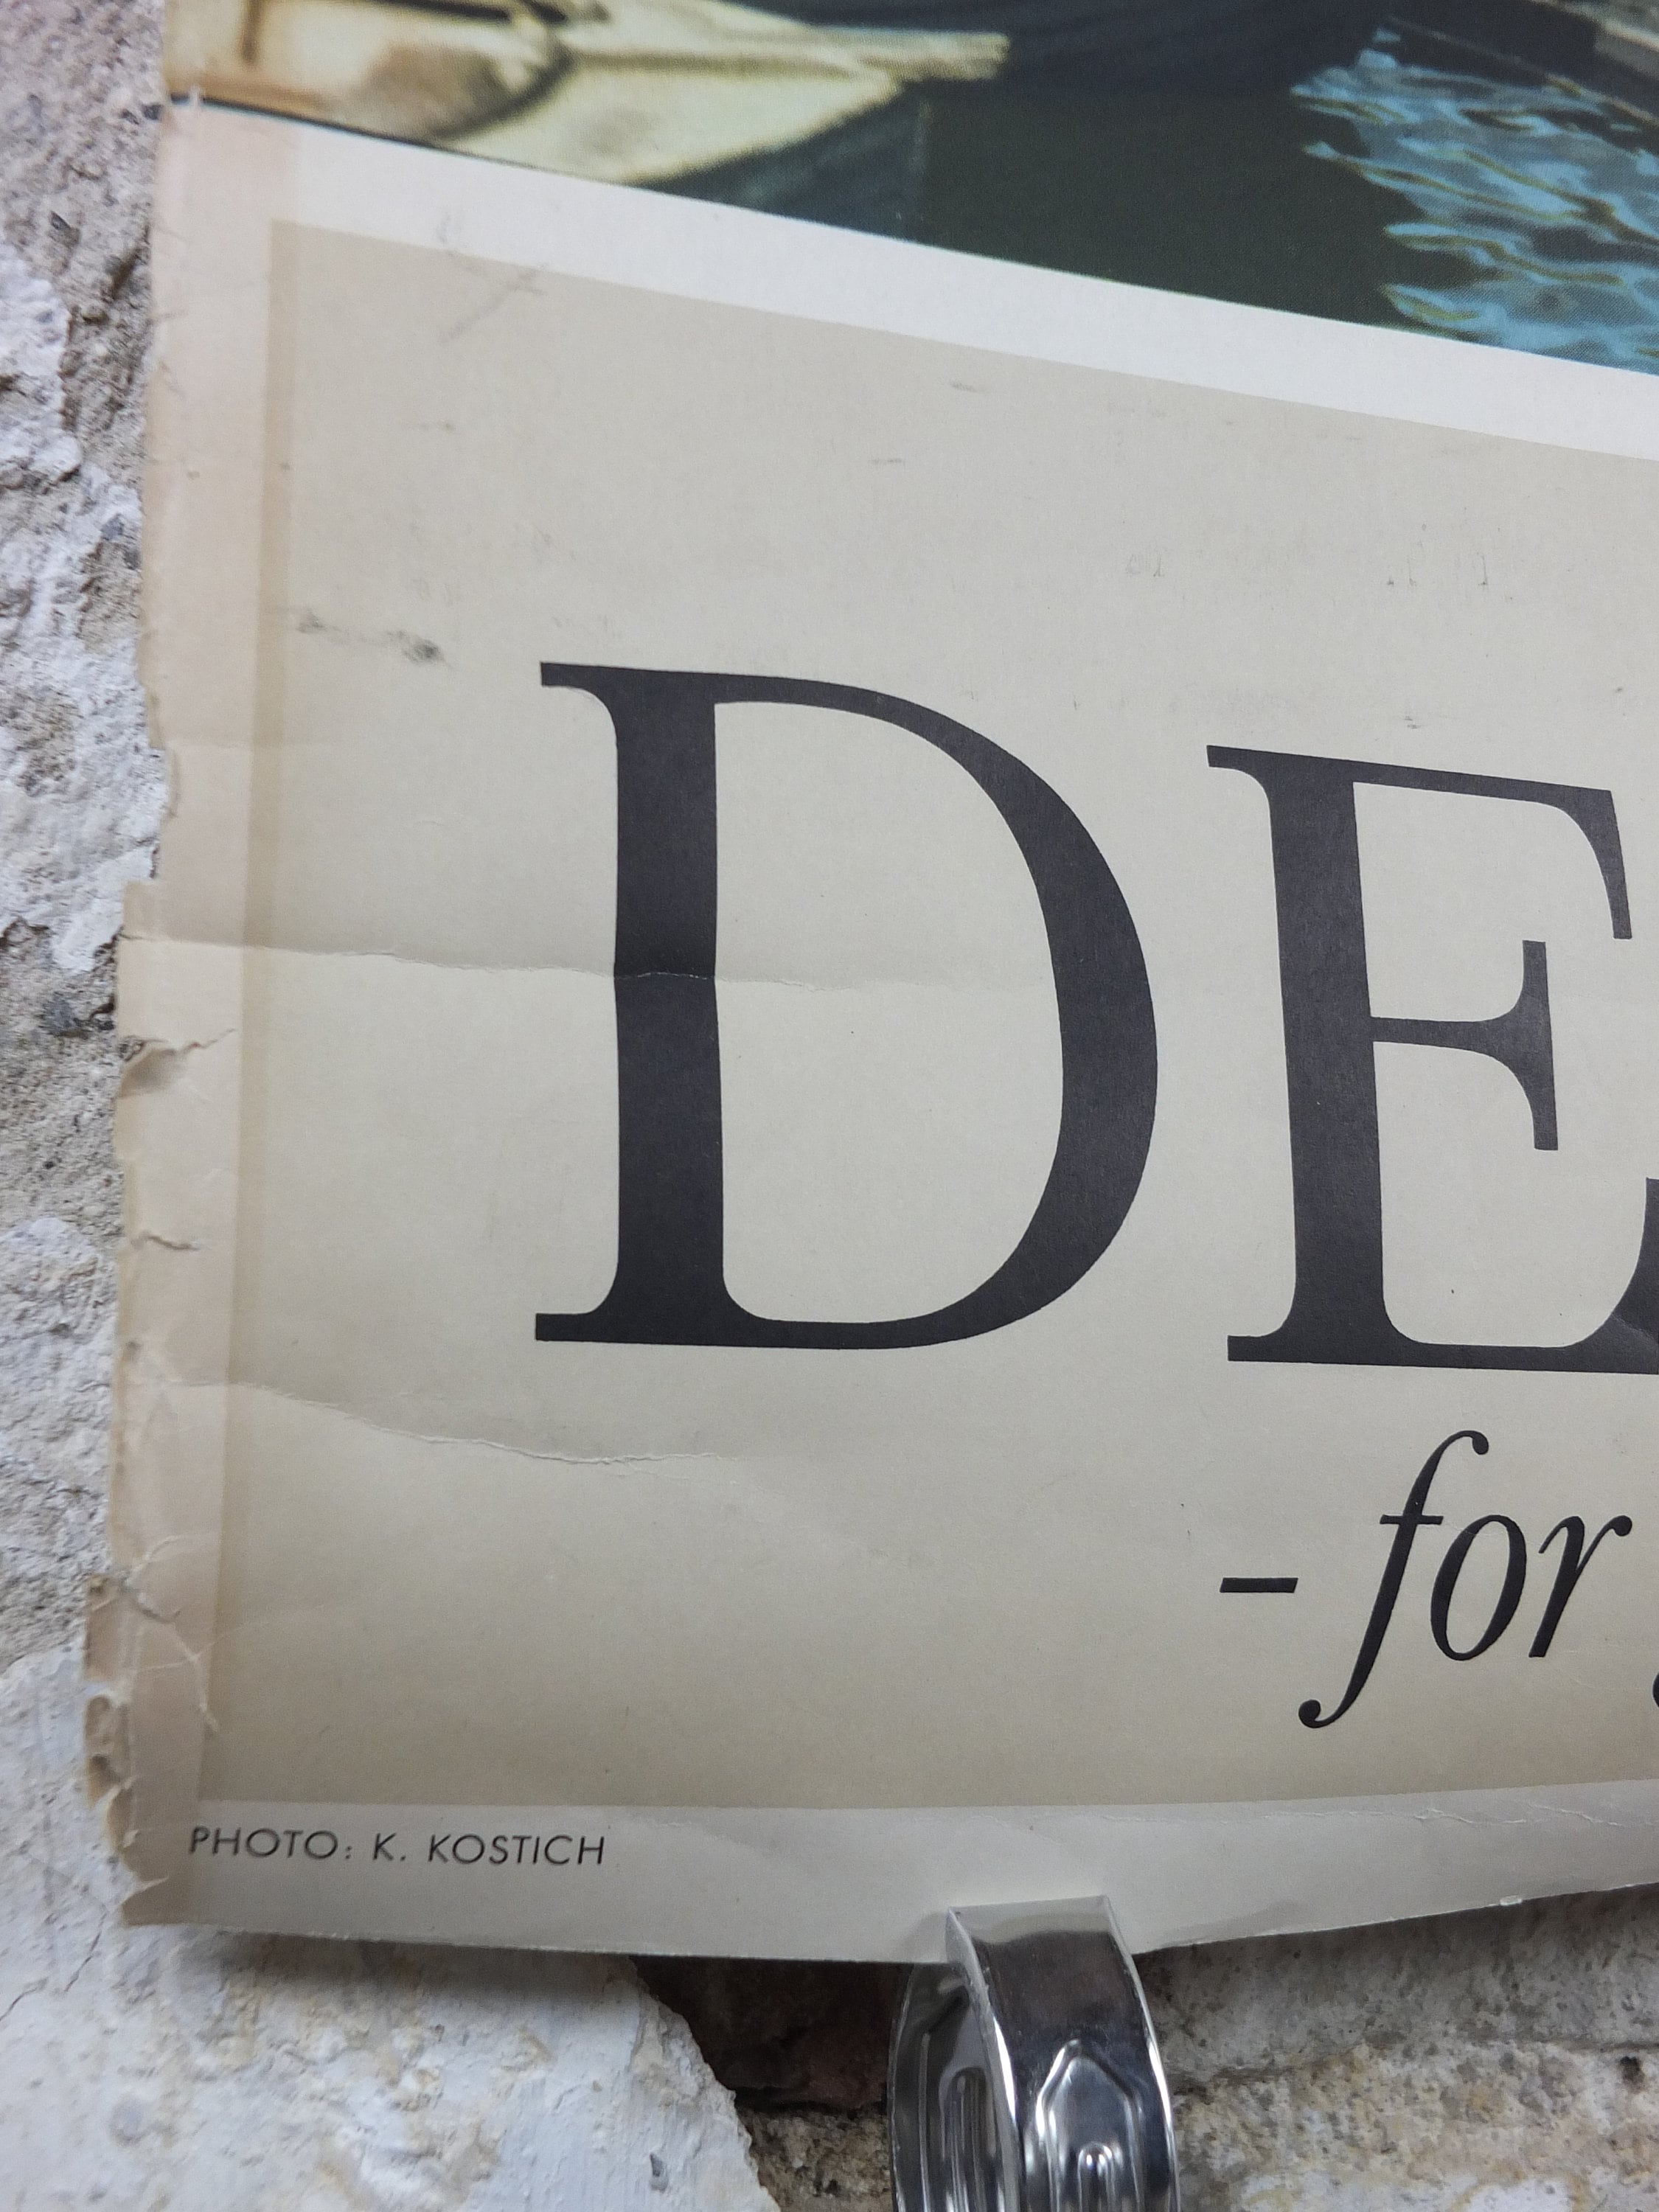 DE
- for
PHOTO: K. KOSTICH